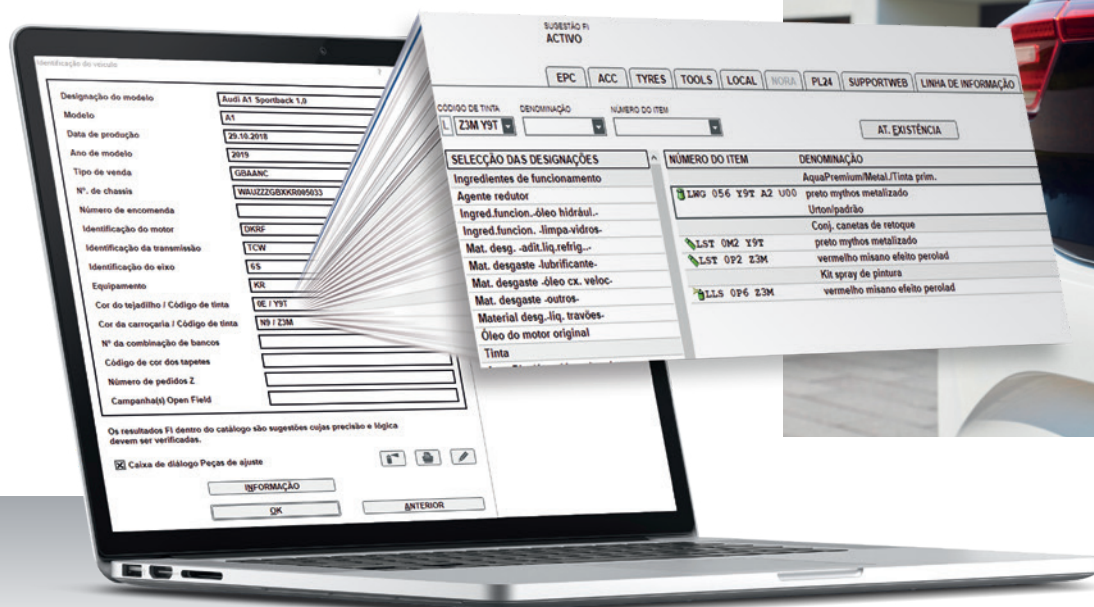 Identificação do veículo
?
Designação do modelo Audi A1 Sportback 1,0
Modelo A1
Data de produção 29.10.2018
Ano de modelo 2019
Tipo de venda GBAANC
Nº. de chassis WAUZZZGBXKR005033
Número de encomenda
Identificação do motor DKRF
Identificação da transmissão TCW
Identificação do eixo 6S
Equipamento KR
Cor do tejadilho / Código de tinta 0E / Y9T
Cor da carroçaria / Código de tinta N9 / Z3M
Nº da combinação de bancos
Código de cor dos tapetes
Número de pedidos Z
Campanha(s) Open Field
Os resultados FI dentro do catálogo são sugestões cujas precisão e lógica
devem ser verificadas.
Caixa de diálogo Peças de ajuste
INFORMAÇÃO
OK ANTERIOR
SUGESTÃO FI
ACTIVO
EPC ACC TYRES TOOLS LOCAL NORA PL24 SUPPORTWEB LINHA DE INFORMAÇÃO
CÓDIGO DE TINTA DENOMINAÇÃO NÚMERO DO ITEM
L Z3M Y9T AT. EXISTÊNCIA
SELECÇÃO DAS DESIGNAÇÕES
Ingredientes de funcionamento
Agente redutor
Ingred.funcion.-óleo hidrául.-
Ingred.funcion. -limpa-vidros-
Mat. desg. -adit.líq.refrig...-
Mat. desgaste -lubrificante-
Mat. desgaste -óleo cx. veloc-
Mat. desgaste -outros-
Material desg.-líq. travões-
Óleo do motor original
Tinta
NÚMERO DO ITEM DENOMINAÇÃO
AquaPremium/Metal./Tinta prim.
LWG 056 Y9T A2 U00 preto mythos metalizado
Urton/padrão
Conj. canetas de retoque
LST 0M2 Y9T preto mythos metalizado
LST 0P2 Z3M vermelho misano efeito perolad
Kit spray de pintura
LLS 0P6 Z3M vermelho misano efeito perolad